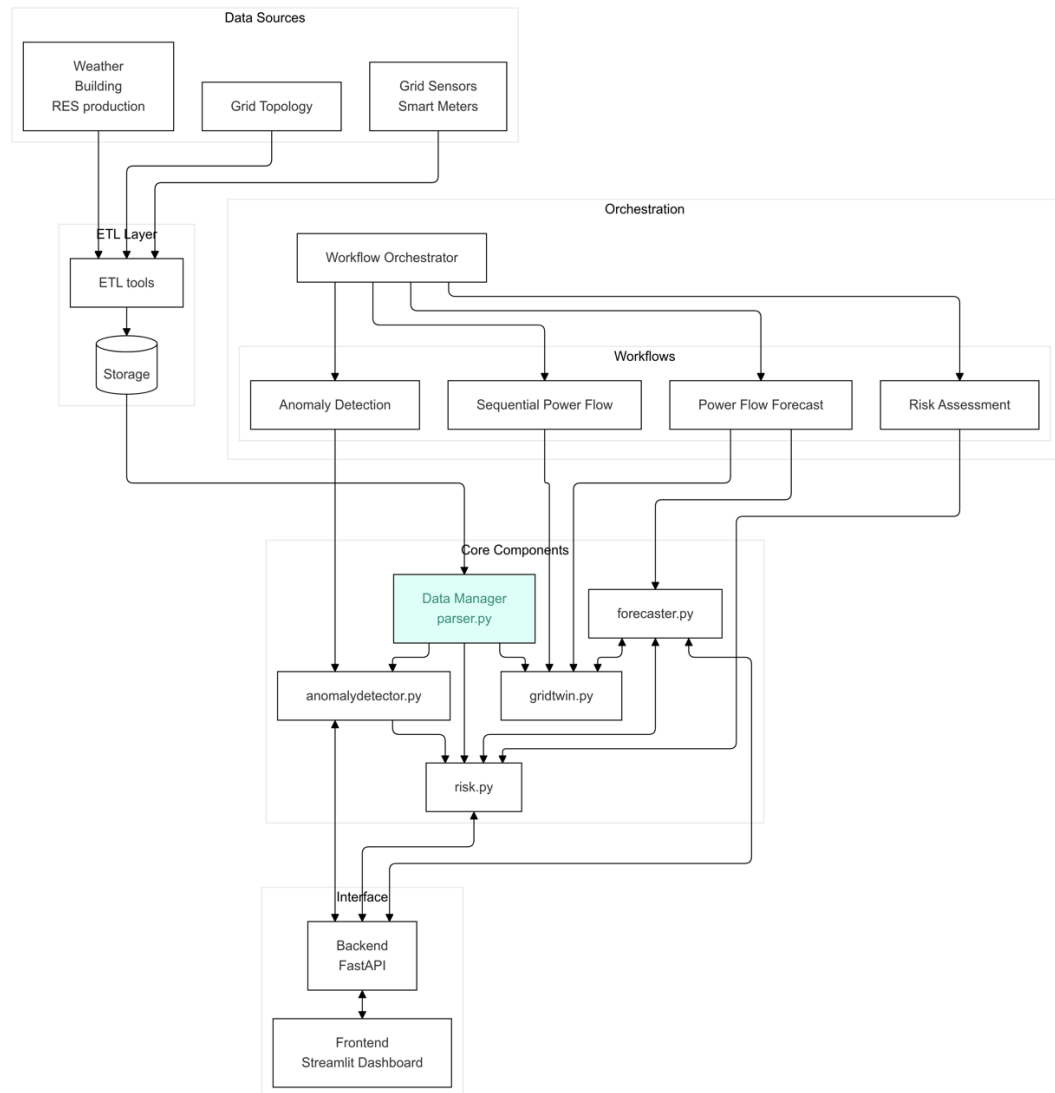 Data Sources
Weather
Building
RES production
Grid Topology
Grid Sensors
Smart Meters
ETL Layer
ETL tools
Storage
Orchestration
Workflow Orchestrator
Workflows
Anomaly Detection
Sequential Power Flow
Power Flow Forecast
Risk Assessment
Core Components
Data Manager
parser.py
forecaster.py
anomalydetector.py
gridtwin.py
risk.py
Interface
Backend
FastAPI
Frontend
Streamlit Dashboard